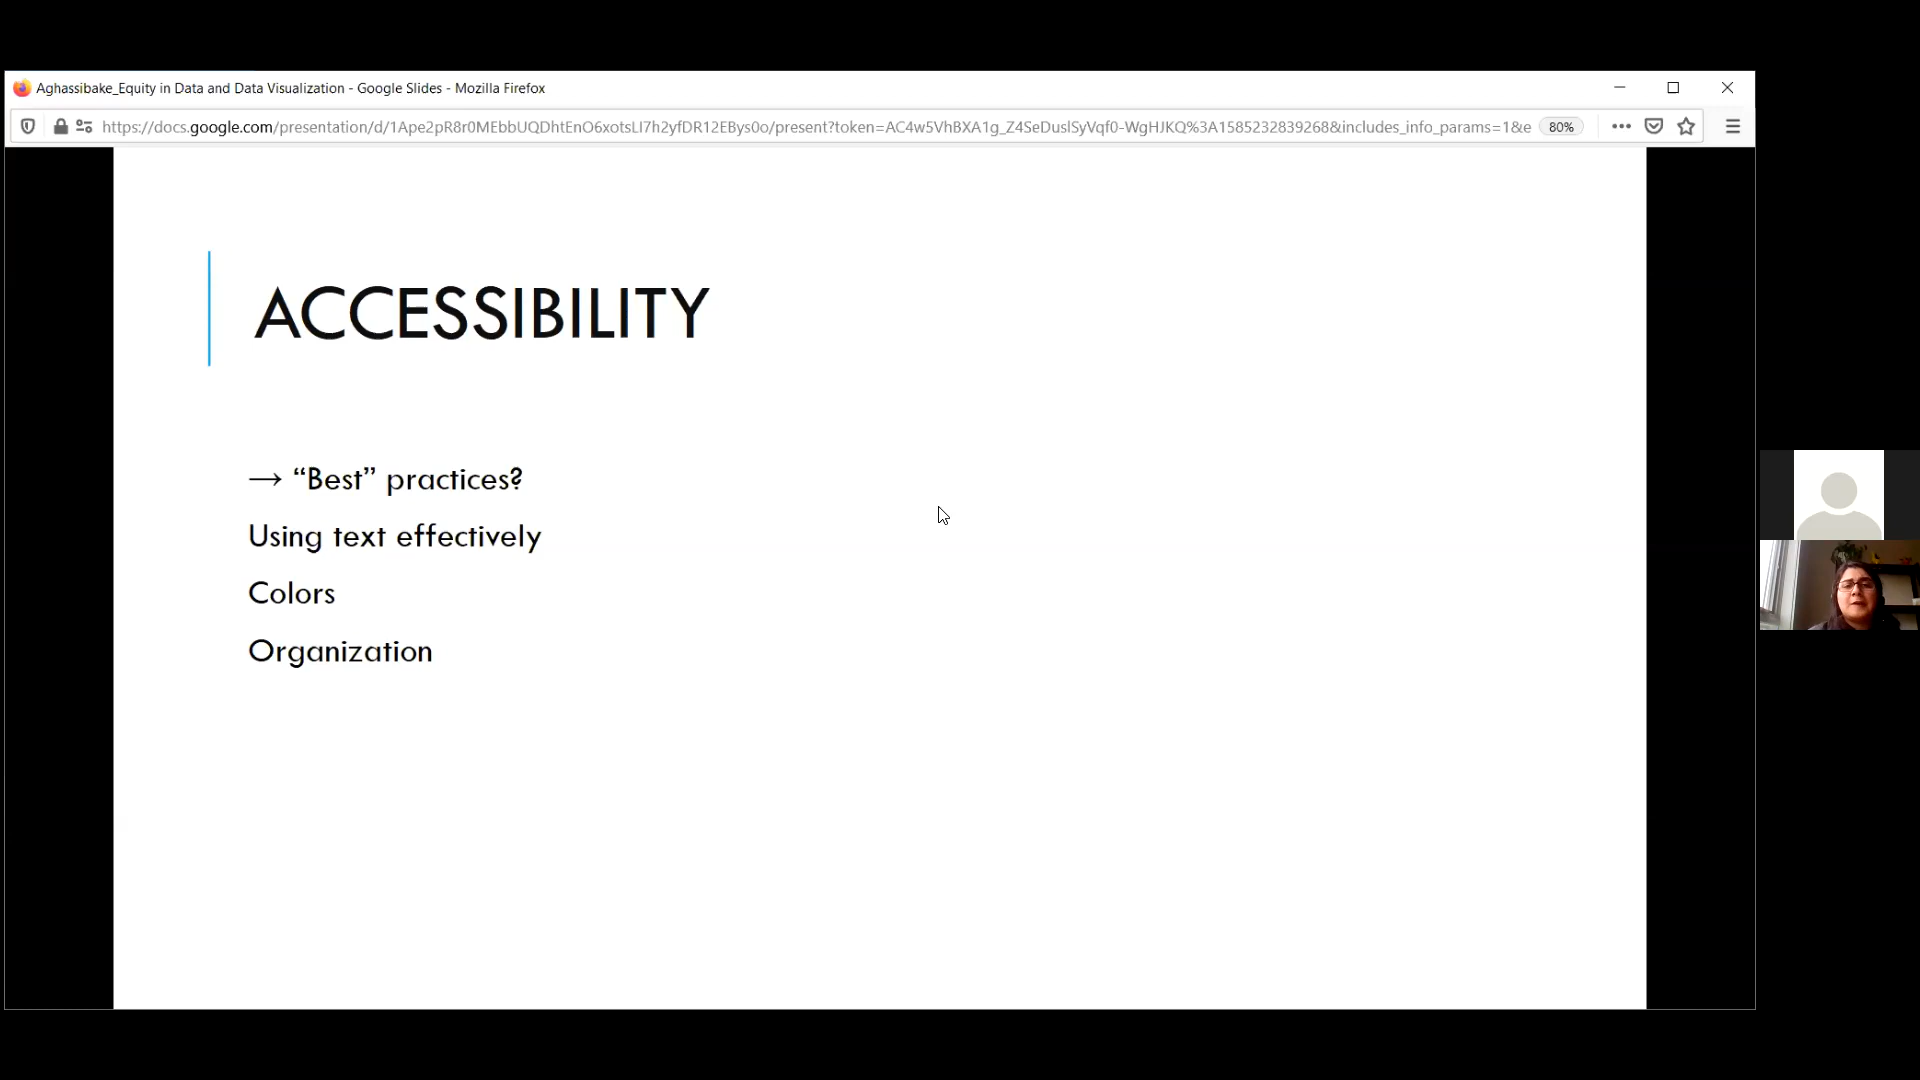 Aghassibake_Equity in Data and Data Visualization - Google Slides - Mozilla Firefox
https://docs.google.com/presentation/d/1Ape2pR8r0MEbbUQDhtEnO6xotsLI7h2yfDR12EBys0o/present?token=AC4w5VhBXA1g_Z4SeDuslSyVqf0-WgHJKQ%3A1585232839268&includes_info_params=1&e 80%
ACCESSIBILITY
→ “Best” practices?
Using text effectively
Colors
Organization